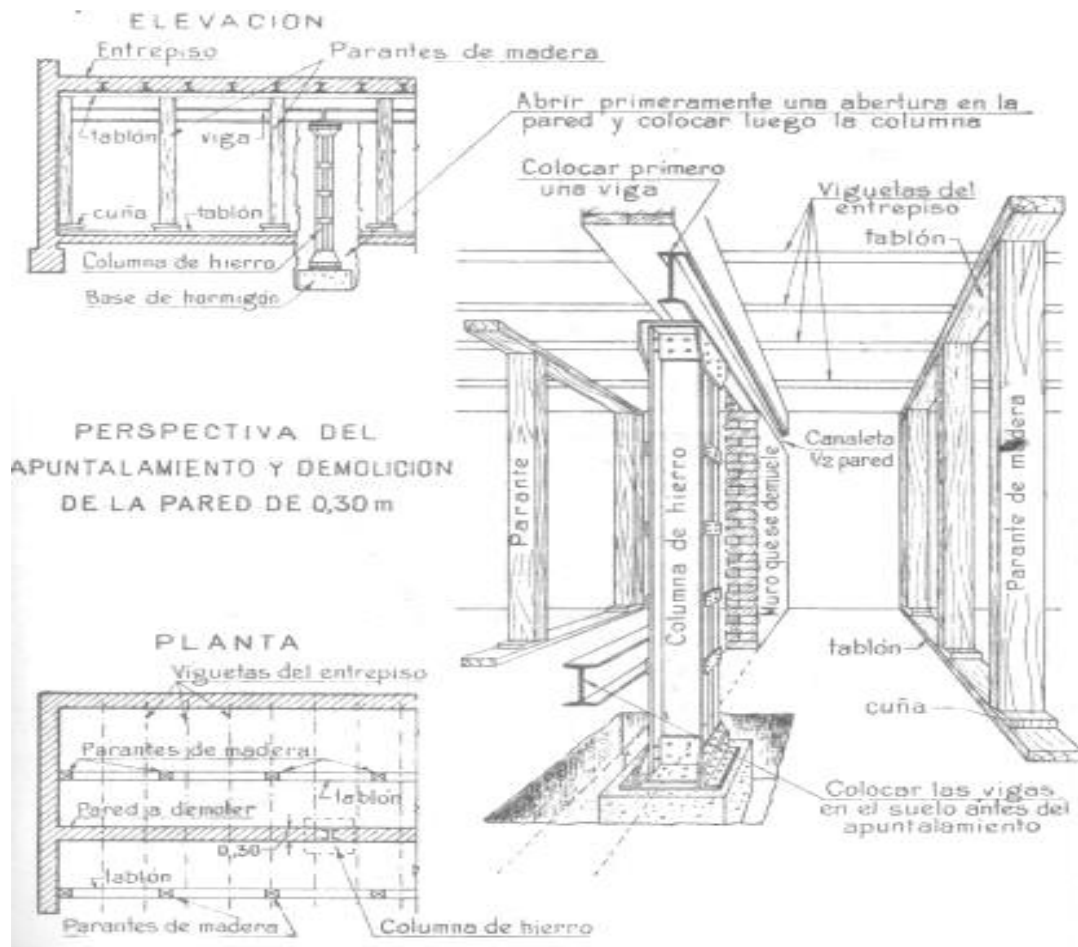 ELEVACION
Entrepiso
Parantes de madera
tablón
viga
Abrir primeramente una abertura en la
pared y colocar luego la columna
cuña
tablón
Columna de hierro
Base de hormigón
Colocar primero
una viga
Viguetas del
entrepiso
tablón
PERSPECTIVA DEL
APUNTALAMIENTO Y DEMOLICION
DE LA PARED DE 0,30 m
Parante
Columna de hierro
Muro que se demuele
Canaleta
1/2 pared
Parante de madera
tablón
cuña
Colocar las vigas
en el suelo antes del
apuntalamiento
PLANTA
Viguetas del entrepiso
Parantes de madera
tablón
Pared a demoler
0,30
tablón
Parantes de madera
Columna de hierro